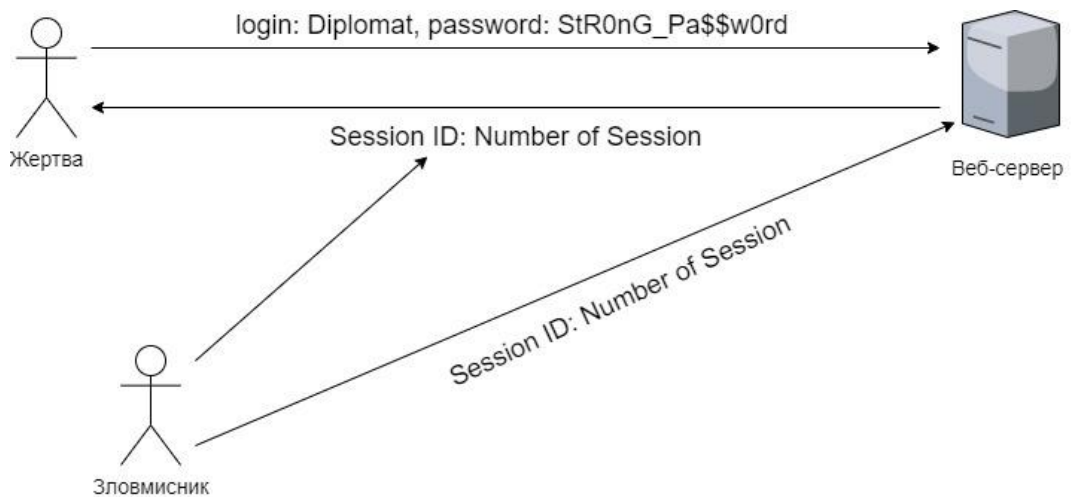 login: Diplomat, password: StR0nG_Pa$$w0rd
Session ID: Number of Session
Жертва
Веб-сервер
Session ID: Number of Session
Зловмисник